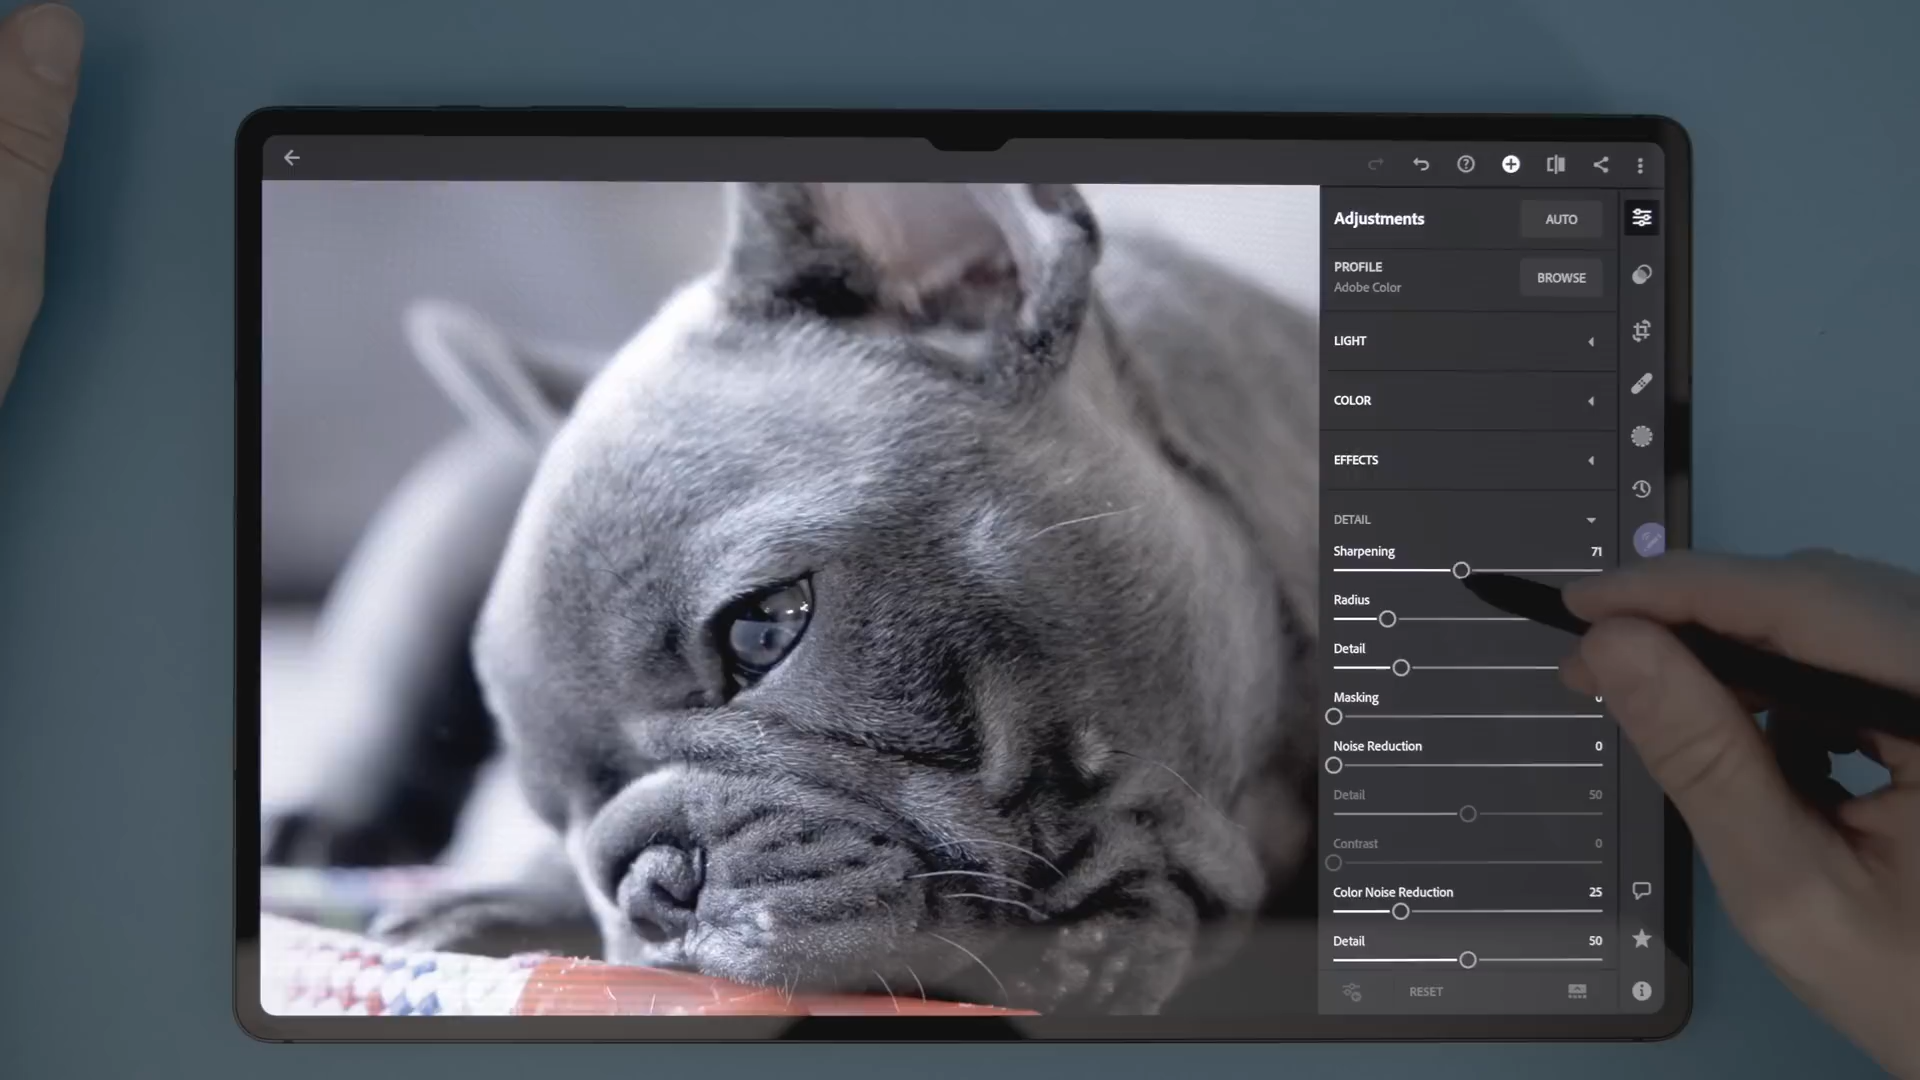 Adjustments AUTO
PROFILE
Adobe Color BROWSE
LIGHT
COLOR
EFFECTS
DETAIL
Sharpening 71
Radius
Detail
Masking
Noise Reduction 0
Detail 50
Contrast 0
Color Noise Reduction 25
Detail 50
RESET